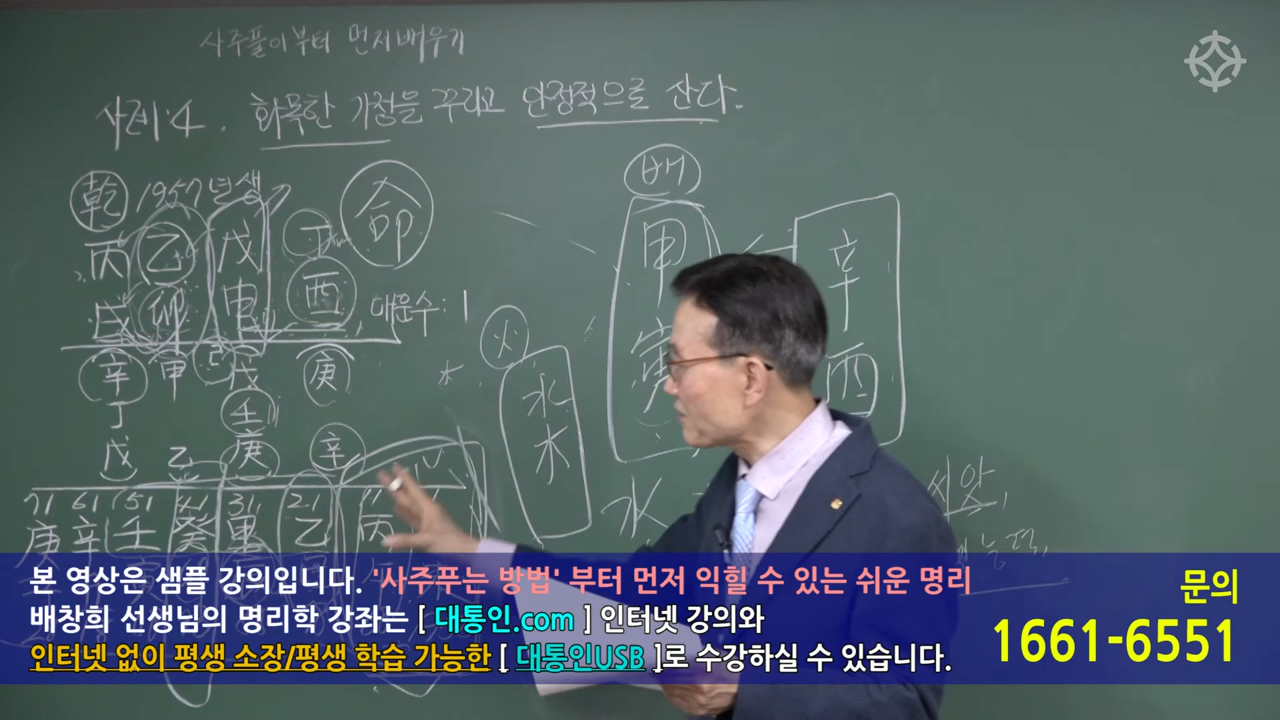 사주풀이부터 먼저배우기
사례:4. 화목한 가정을 꾸리고 안정적으로 산다.
乾 1957년생 命
丙 乙 戊 丁
戌 卯 申 酉
대운수: 1
辛 甲 戊 庚
丁 壬
戊 乙 庚 辛
71 61 51 41 31 21 11
庚 辛 壬 癸 甲 乙 丙
火
水
木
배
甲
寅
辛
酉
水
씨앗,
본 영상은 샘플 강의입니다. '사주푸는 방법' 부터 먼저 익힐 수 있는 쉬운 명리
배창희 선생님의 명리학 강좌는 [ 대통인.com ] 인터넷 강의와
인터넷 없이 평생 소장/평생 학습 가능한 [ 대통인USB ]로 수강하실 수 있습니다.
문의
1661-6551